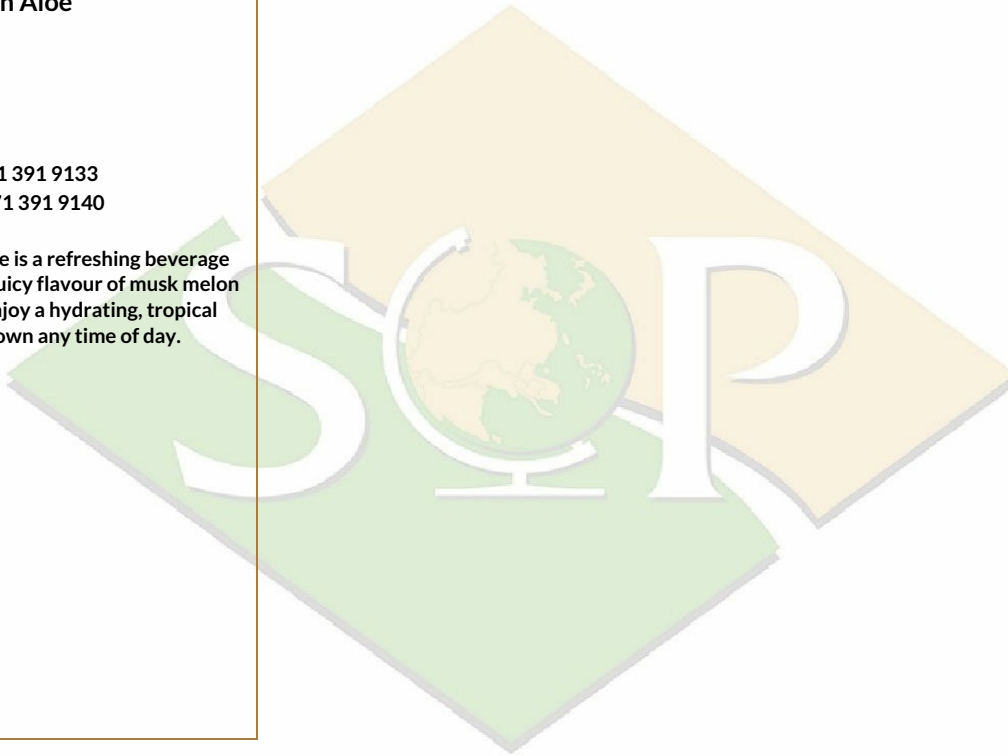 n Aloe
1 391 9133
71 391 9140
e is a refreshing beverage
uicy flavour of musk melon
njoy a hydrating, tropical
own any time of day.
SOP